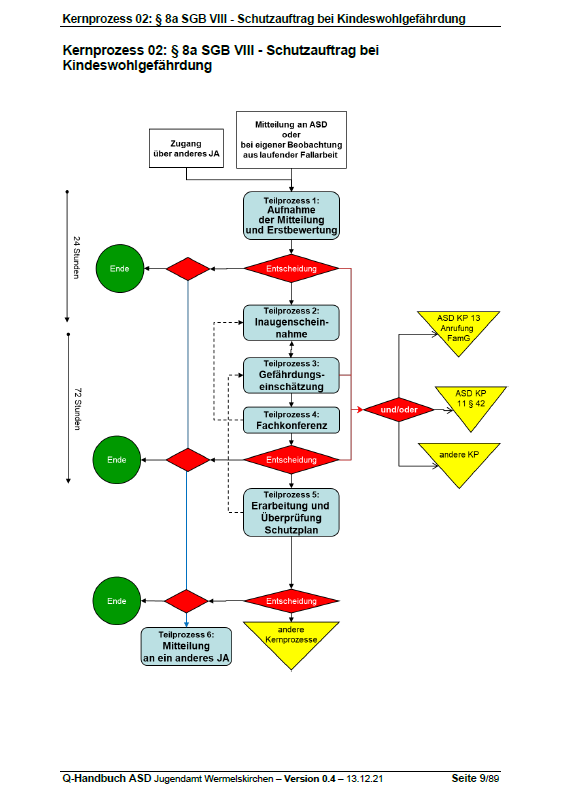 Kernprozess 02: § 8a SGB VIII - Schutzauftrag bei Kindeswohlgefährdung
Kernprozess 02: § 8a SGB VIII - Schutzauftrag bei
Kindeswohlgefährdung
Zugang
über anderes JA
Mitteilung an ASD
oder
bei eigener Beobachtung
aus laufender Fallarbeit
Teilprozess 1:
Aufnahme
der Mitteilung
und Erstbewertung
24 Stunden
Ende
Entscheidung
Teilprozess 2:
Inaugenschein-
nahme
ASD KP 13
Anrufung
FamG
Teilprozess 3:
Gefährdungs-
einschätzung
72 Stunden
Teilprozess 4:
Fachkonferenz
und/oder
ASD KP
11 § 42
Ende
Entscheidung
andere KP
Teilprozess 5:
Erarbeitung und
Überprüfung
Schutzplan
Ende
Entscheidung
Teilprozess 6:
Mitteilung
an ein anderes JA
andere
Kernprozesse
Q-Handbuch ASD Jugendamt Wermelskirchen – Version 0.4 – 13.12.21 Seite 9/89